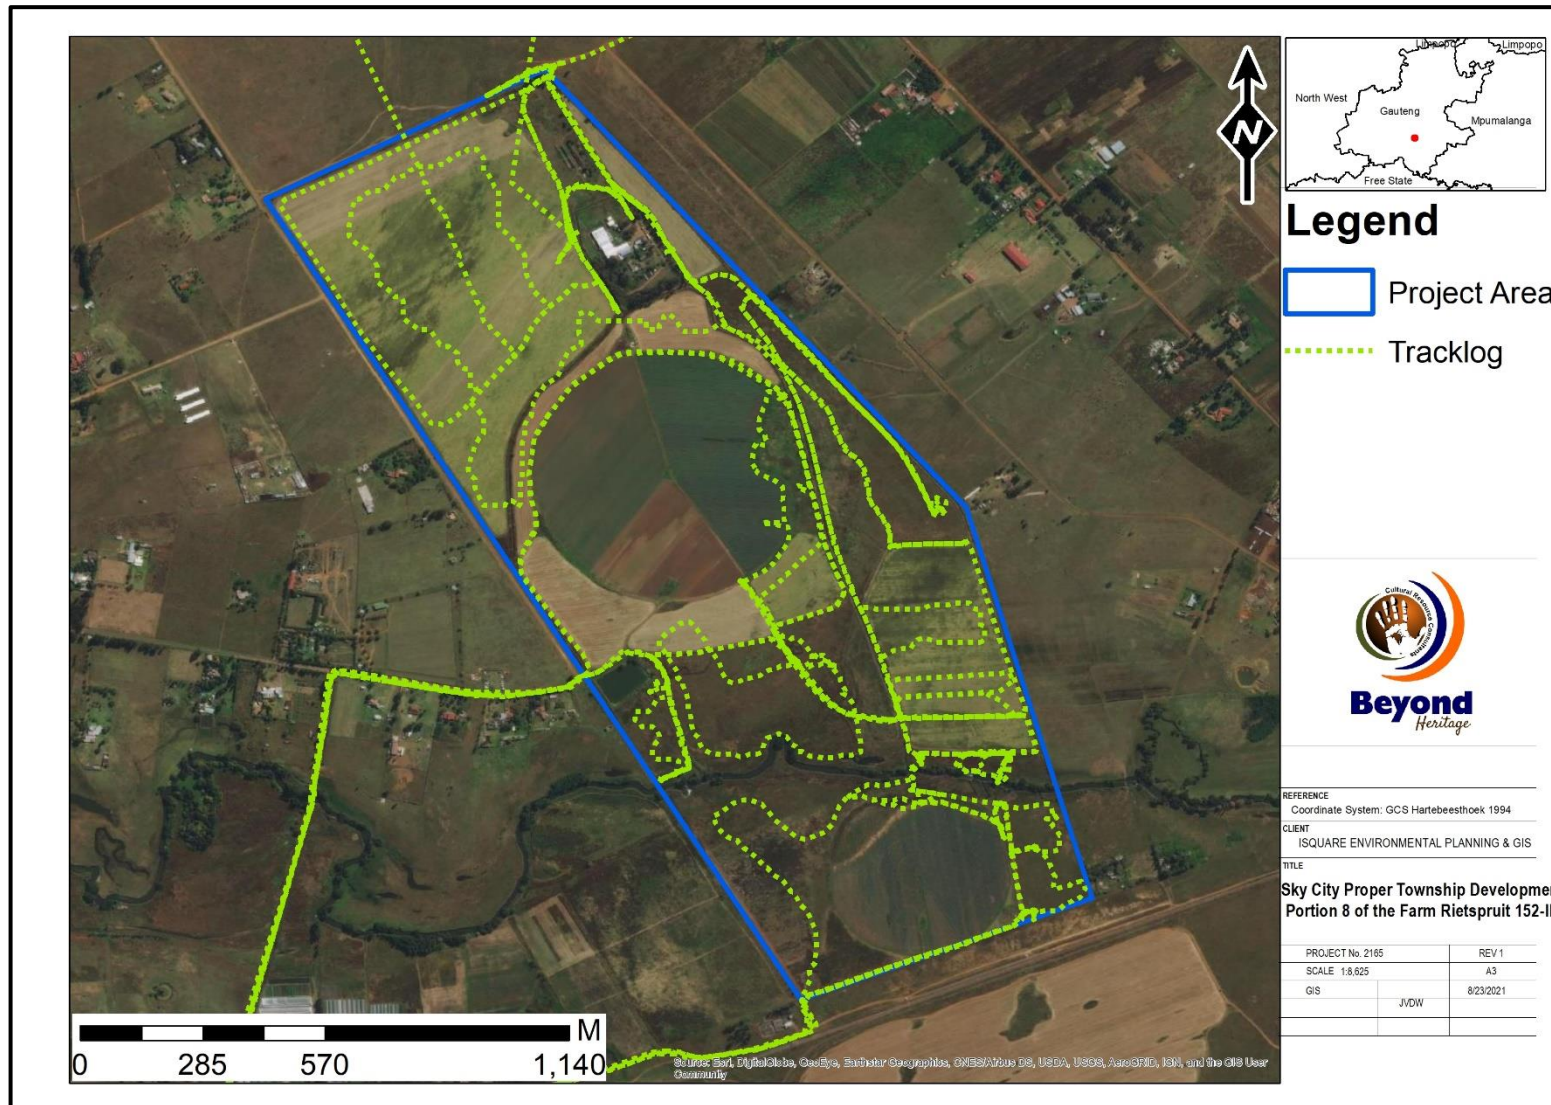 Limpopo
Limpopo
North West
Gauteng
Mpumalanga
Free State
N
Legend
Project Area
Tracklog
Cultural Resource Consultants
Beyond
Heritage
REFERENCE
Coordinate System: GCS Hartebeesthoek 1994
CLIENT
ISQUARE ENVIRONMENTAL PLANNING & GIS
TITLE
Sky City Proper Township Developme
Portion 8 of the Farm Rietspruit 152-I
PROJECT No. 2165 REV 1
SCALE 1:8,625 A3
GIS 8/23/2021
JVDW
M
0 285 570 1,140
Source: Esri, DigitalGlobe, GeoEye, Earthstar Geographics, CNES/Airbus DS, USDA, USGS, AeroGRID, IGN, and the GIS User
Community